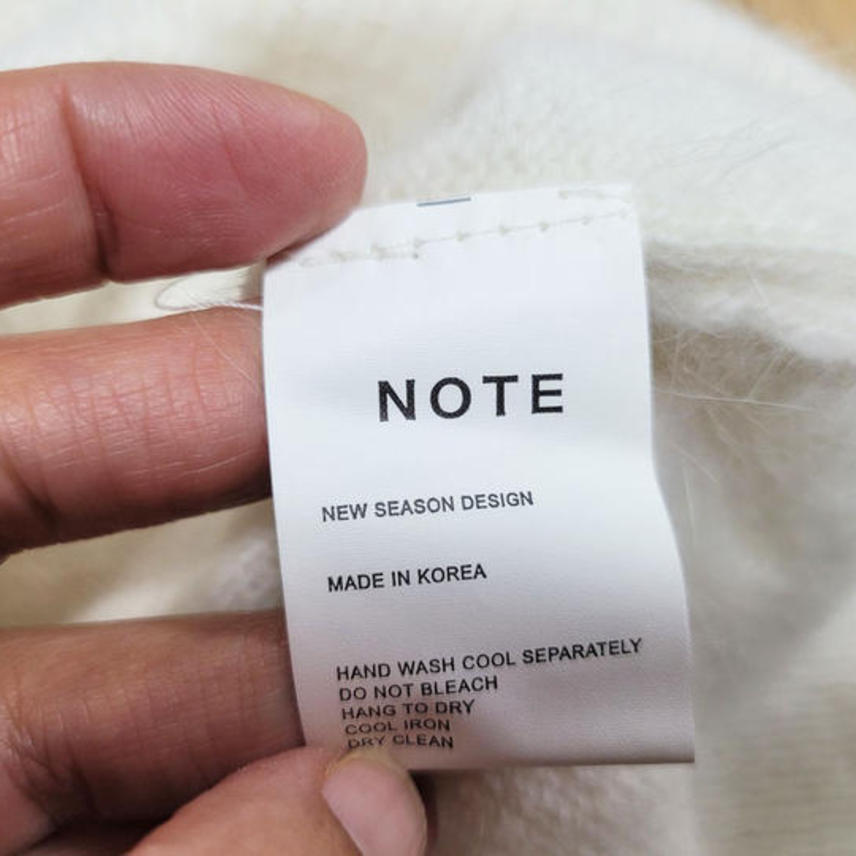 NOTE
NEW SEASON DESIGN
MADE IN KOREA
HAND WASH COOL SEPARATELY
DO NOT BLEACH
HANG TO DRY
COOL IRON
DRY CLEAN